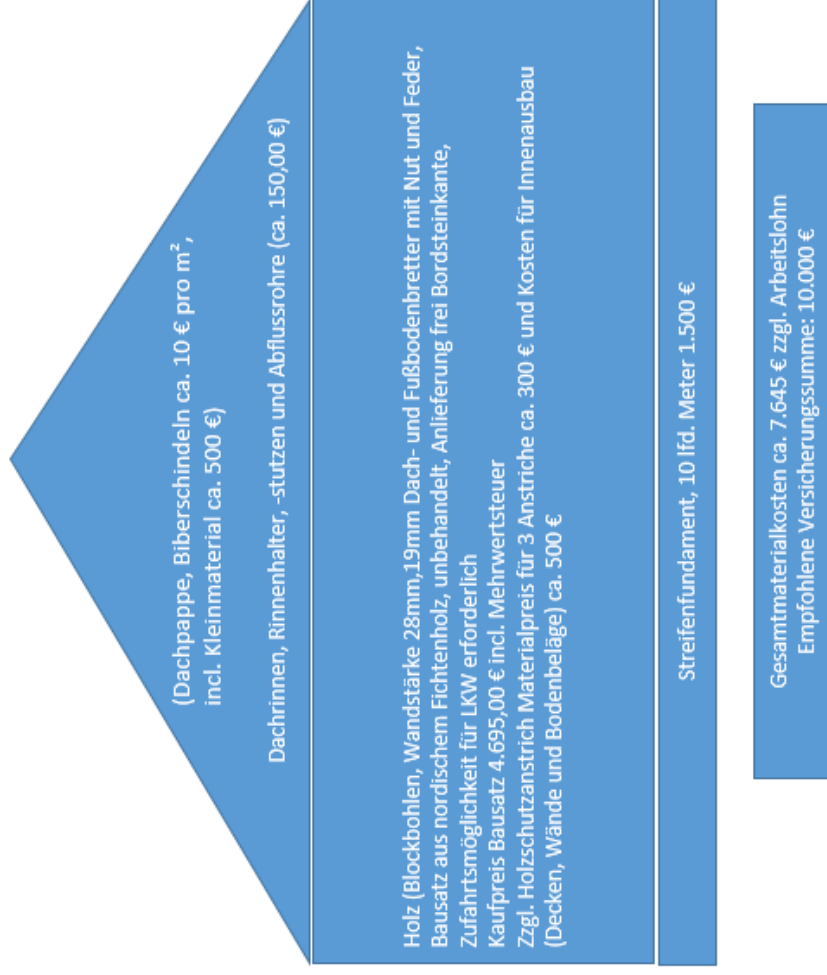 (Dachpappe, Biberschindeln ca. 10 € pro m²,
incl. Kleinmaterial ca. 500 €)
Dachrinnen, Rinnenhalter, -stutzen und Abflussrohre (ca. 150,00 €)
Holz (Blockbohlen, Wandstärke 28mm,19mm Dach- und Fußbodenbretter mit Nut und Feder,
Bausatz aus nordischem Fichtenholz, unbehandelt, Anlieferung frei Bordsteinkante,
Zufahrtsmöglichkeit für LKW erforderlich
Kaufpreis Bausatz 4.695,00 € incl. Mehrwertsteuer
Zzgl. Holzschutzanstrich Materialpreis für 3 Anstriche ca. 300 € und Kosten für Innenausbau
(Decken, Wände und Bodenbeläge) ca. 500 €
Streifenfundament, 10 lfd. Meter 1.500 €
Gesamtmaterialkosten ca. 7.645 € zzgl. Arbeitslohn
Empfohlene Versicherungssumme: 10.000 €